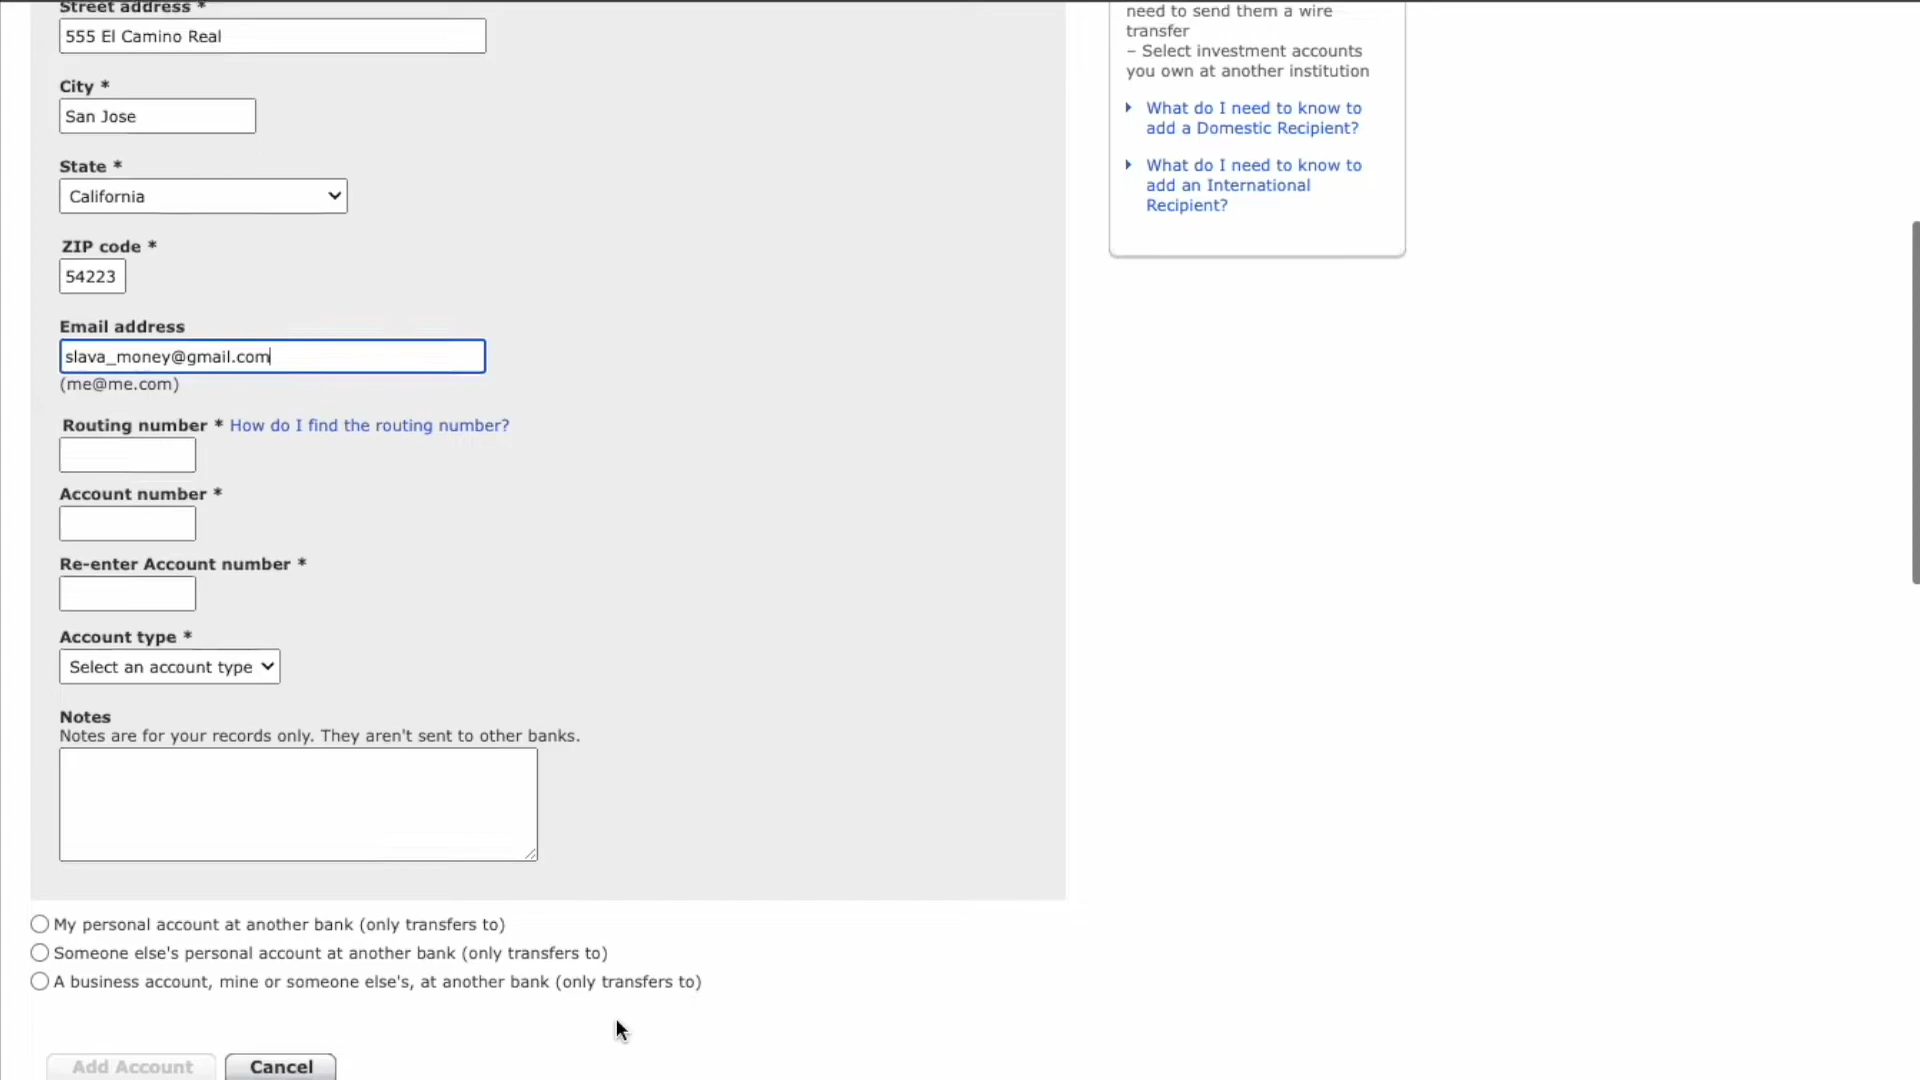 Street address *
555 El Camino Real
City *
San Jose
State *
California
ZIP code *
54223
Email address
slava_money@gmail.com
(me@me.com)
Routing number * How do I find the routing number?
Account number *
Re-enter Account number *
Account type *
Select an account type
Notes
Notes are for your records only. They aren't sent to other banks.
My personal account at another bank (only transfers to)
Someone else's personal account at another bank (only transfers to)
A business account, mine or someone else's, at another bank (only transfers to)
Add Account
Cancel
need to send them a wire
transfer
– Select investment accounts
you own at another institution
What do I need to know to
add a Domestic Recipient?
What do I need to know to
add an International
Recipient?